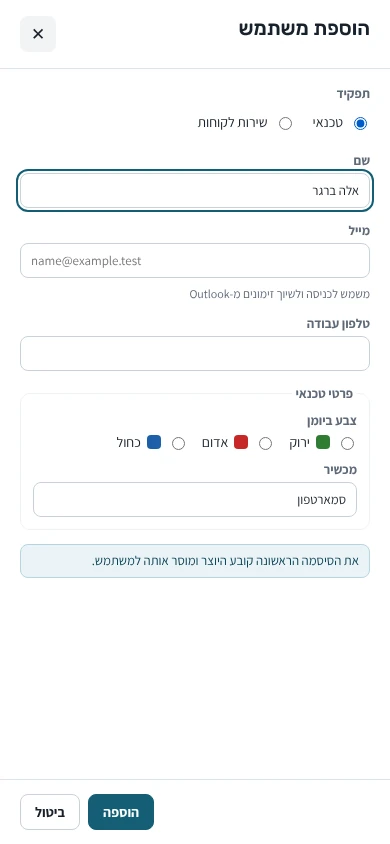 הוספת משתמש
×
תפקיד
טכנאי
שירות לקוחות
שם
אלה ברגר
מייל
name@example.test
משמש לכניסה ולשיוך זימונים מ-Outlook
טלפון עבודה
פרטי טכנאי
צבע ביומן
ירוק
אדום
כחול
מכשיר
סמארטפון
את הסיסמה הראשונה קובע היוצר ומוסר אותה למשתמש.
הוספה
ביטול